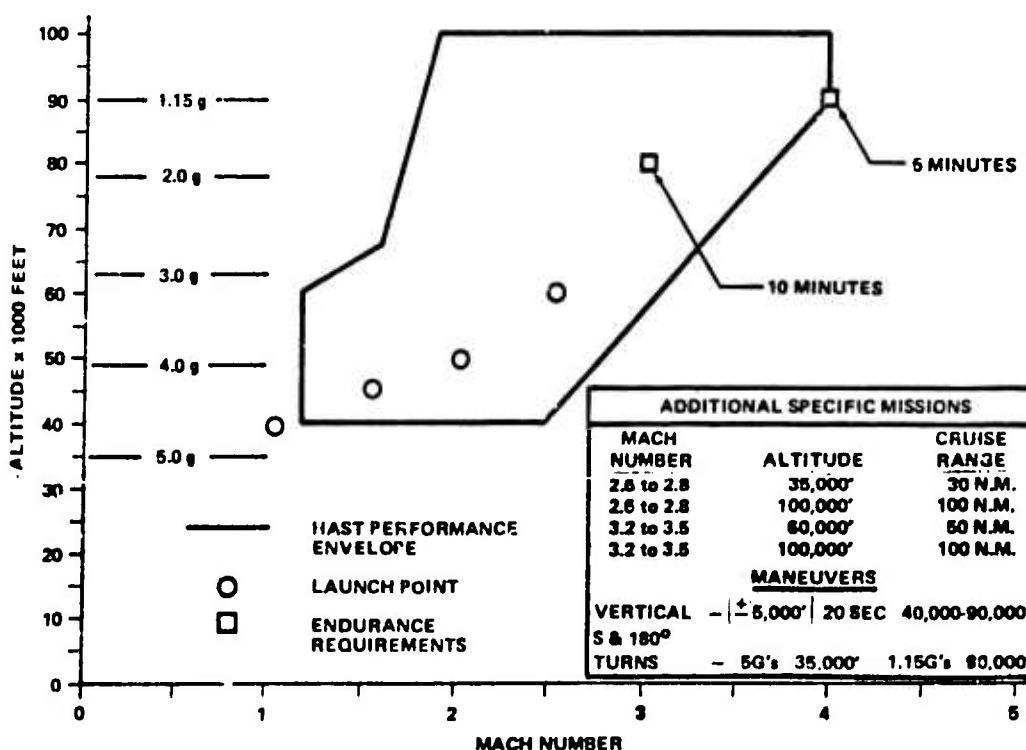 ALTITUDE x 1000 FEET
100
90
80
70
60
50
40
30
25
20
15
10
5
0
1.15 g
2.0 g
3.0 g
4.0 g
5.0 g
5 MINUTES
10 MINUTES
HAST PERFORMANCE
ENVELOPE
LAUNCH POINT
ENDURANCE
REQUIREMENTS
ADDITIONAL SPECIFIC MISSIONS
MACH NUMBER ALTITUDE CRUISE RANGE
2.6 to 2.8 35,000' 30 N.M.
2.6 to 2.8 100,000' 100 N.M.
3.2 to 3.5 60,000' 50 N.M.
3.2 to 3.5 100,000' 100 N.M.
MANEUVERS
VERTICAL - |± 5,000'| 20 SEC 40,000-90,000
S & 180°
TURNS - 5G's 35,000' 1.15G's 90,000
0 1 2 3 4 5
MACH NUMBER